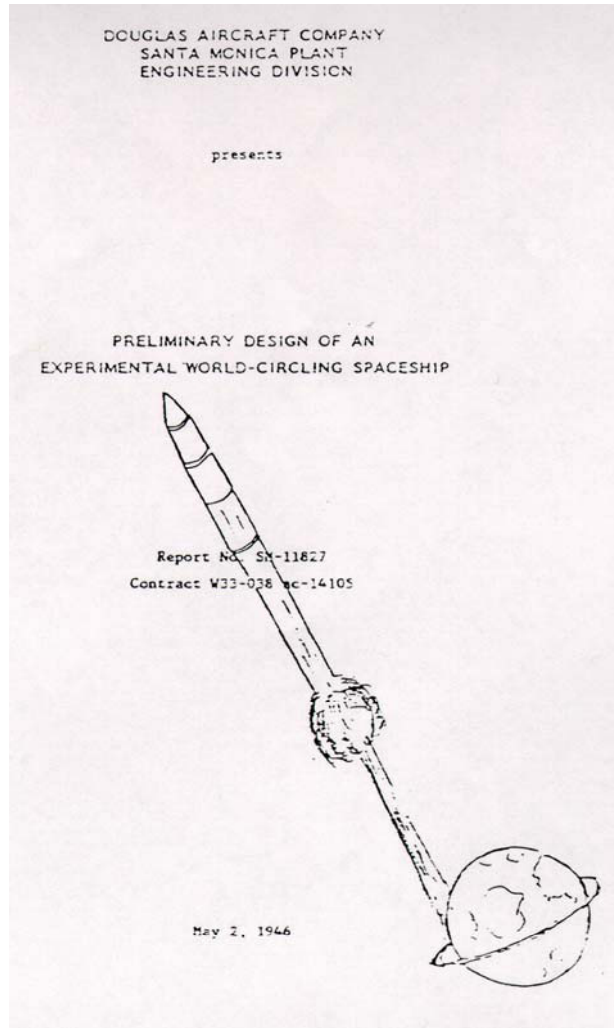 DOUGLAS AIRCRAFT COMPANY
SANTA MONICA PLANT
ENGINEERING DIVISION
presents
PRELIMINARY DESIGN OF AN
EXPERIMENTAL WORLD-CIRCLING SPACESHIP
Report No. SM-11827
Contract W33-038 ac-14105
May 2, 1946